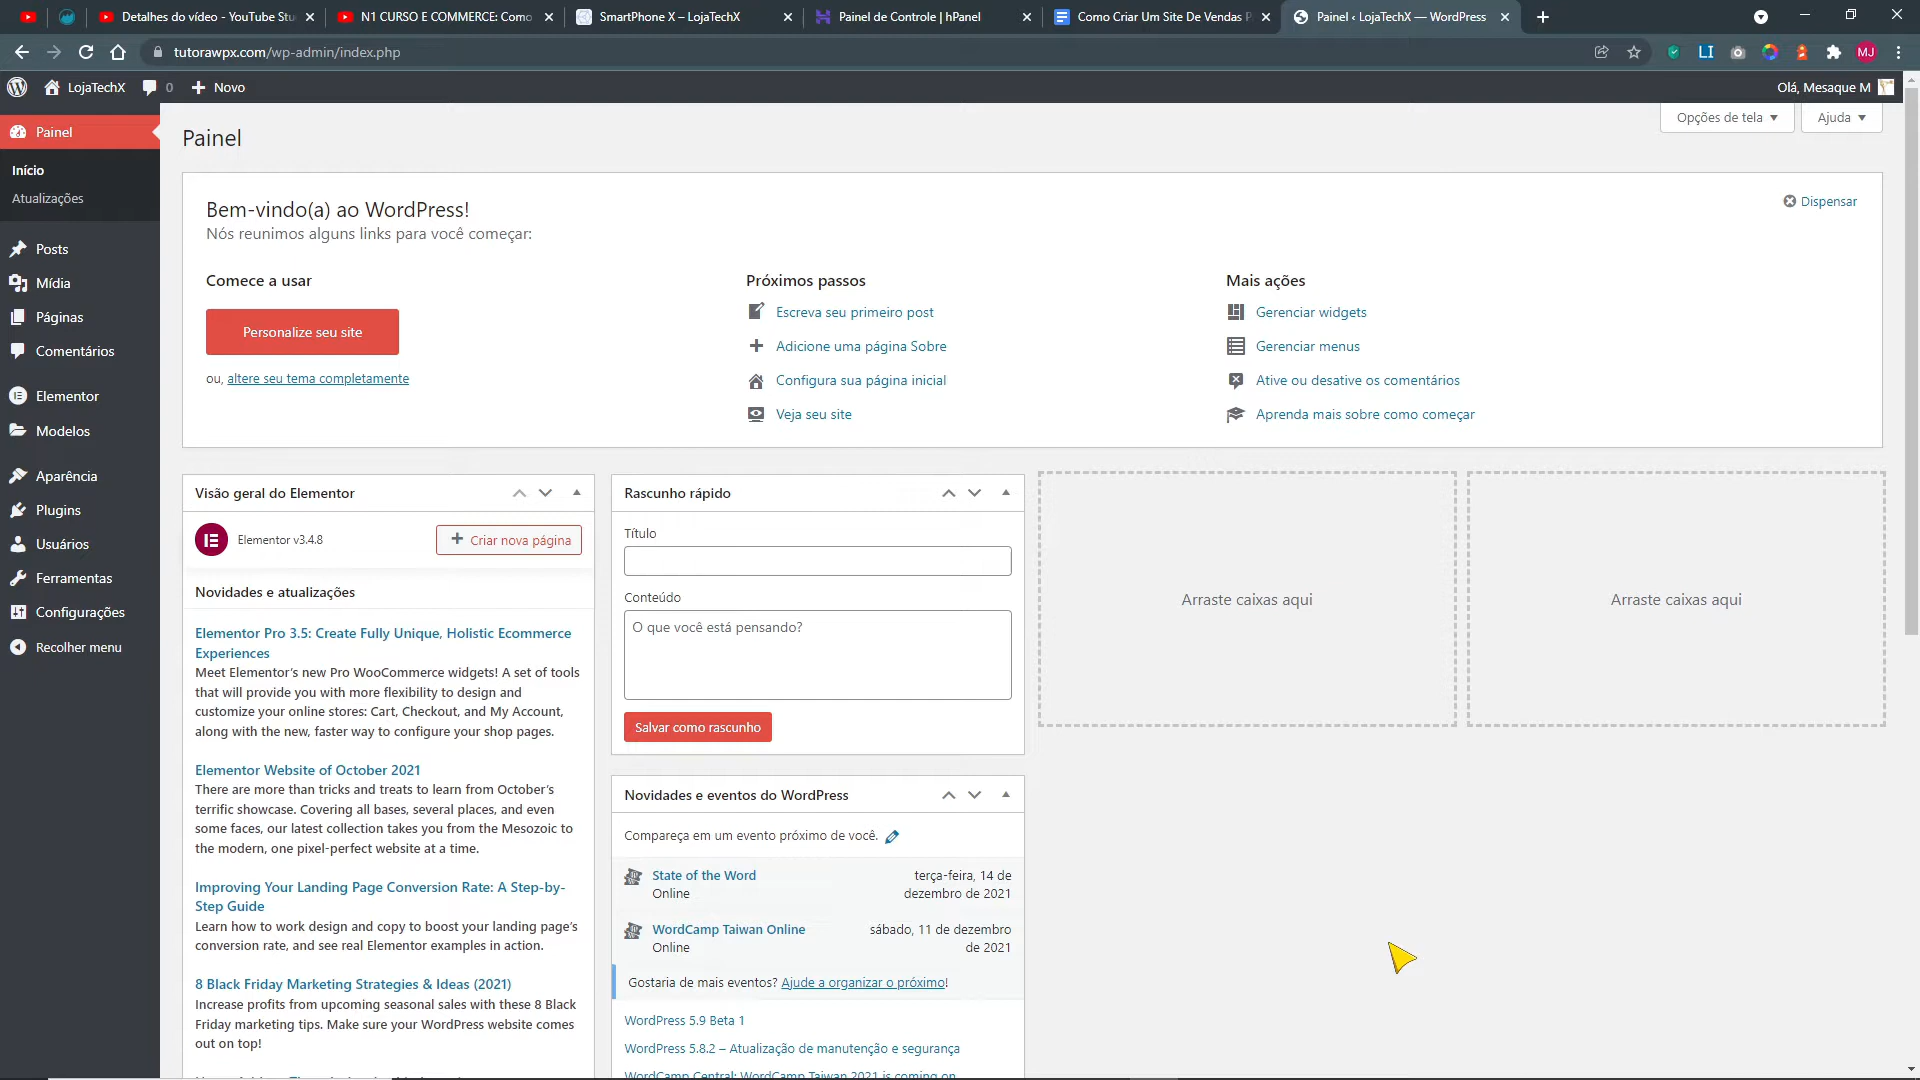 Detalhes do vídeo - YouTube Stu
N1 CURSO E COMMERCE: Como
SmartPhone X – LojaTechX
Painel de Controle | hPanel
Como Criar Um Site De Vendas P
Painel ‹ LojaTechX — WordPress
tutorawpx.com/wp-admin/index.php
LI
MJ
LojaTechX
0
Novo
Olá, Mesaque M
Painel
Início
Atualizações
Posts
Mídia
Páginas
Comentários
Elementor
Modelos
Aparência
Plugins
Usuários
Ferramentas
Configurações
Recolher menu
Painel
Opções de tela
Ajuda
Bem-vindo(a) ao WordPress!
Nós reunimos alguns links para você começar:
Dispensar
Comece a usar
Personalize seu site
ou, altere seu tema completamente
Próximos passos
Escreva seu primeiro post
Adicione uma página Sobre
Configura sua página inicial
Veja seu site
Mais ações
Gerenciar widgets
Gerenciar menus
Ative ou desative os comentários
Aprenda mais sobre como começar
Visão geral do Elementor
Elementor v3.4.8
Criar nova página
Novidades e atualizações
Elementor Pro 3.5: Create Fully Unique, Holistic Ecommerce
Experiences
Meet Elementor’s new Pro WooCommerce widgets! A set of tools
that will provide you with more flexibility to design and
customize your online stores: Cart, Checkout, and My Account,
along with the new, faster way to configure your shop pages.
Elementor Website of October 2021
There are more than tricks and treats to learn from October’s
terrific showcase. Covering all bases, several places, and even
some faces, our latest collection takes you from the Mesozoic to
the modern, one pixel-perfect website at a time.
Improving Your Landing Page Conversion Rate: A Step-by-
Step Guide
Learn how to work design and copy to boost your landing page’s
conversion rate, and see real Elementor examples in action.
8 Black Friday Marketing Strategies & Ideas (2021)
Increase profits from upcoming seasonal sales with these 8 Black
Friday marketing tips. Make sure your WordPress website comes
out on top!
Rascunho rápido
Título
Conteúdo
O que você está pensando?
Salvar como rascunho
Novidades e eventos do WordPress
Compareça em um evento próximo de você.
State of the Word
Online
terça-feira, 14 de
dezembro de 2021
WordCamp Taiwan Online
Online
sábado, 11 de dezembro
de 2021
Gostaria de mais eventos? Ajude a organizar o próximo!
WordPress 5.9 Beta 1
WordPress 5.8.2 – Atualização de manutenção e segurança
WordCamp Central: WordCamp Taiwan 2021 is coming on
Arraste caixas aqui
Arraste caixas aqui